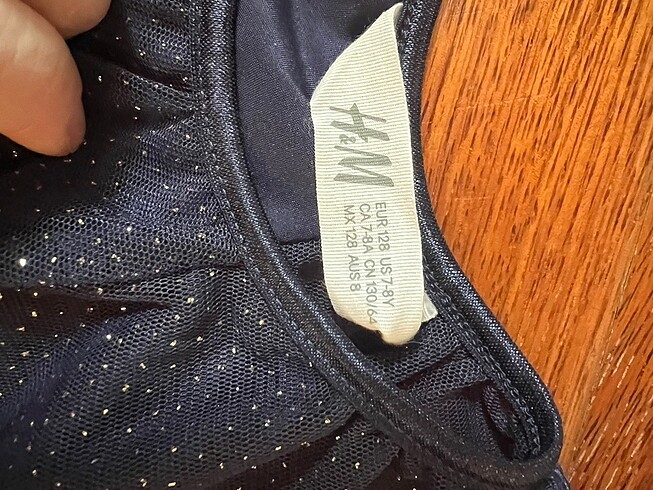 H&M
EUR 128 US 7-8Y
CA 7-8A CN 130/64
MX 128 AUS 8